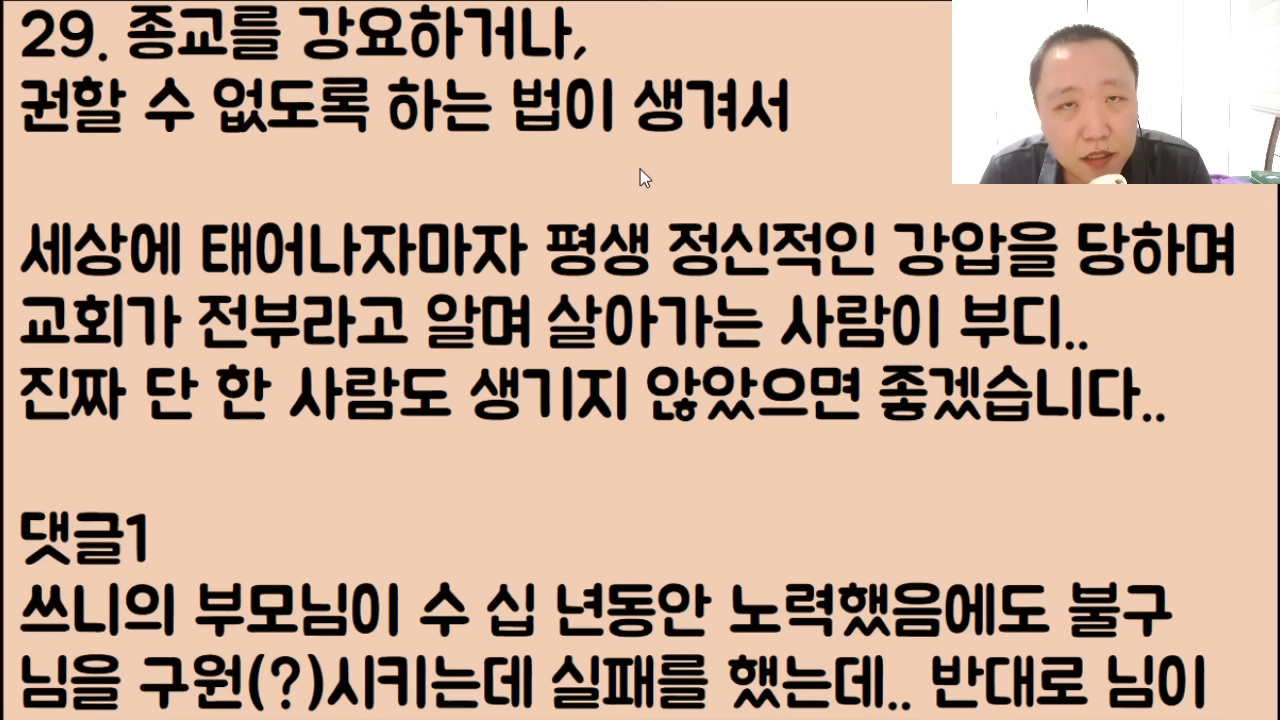 29. 종교를 강요하거나,
권할 수 없도록 하는 법이 생겨서
세상에 태어나자마자 평생 정신적인 강압을 당하며
교회가 전부라고 알며 살아가는 사람이 부디..
진짜 단 한 사람도 생기지 않았으면 좋겠습니다..
댓글1
쓰니의 부모님이 수 십 년동안 노력했음에도 불구
님을 구원(?)시키는데 실패를 했는데.. 반대로 님이